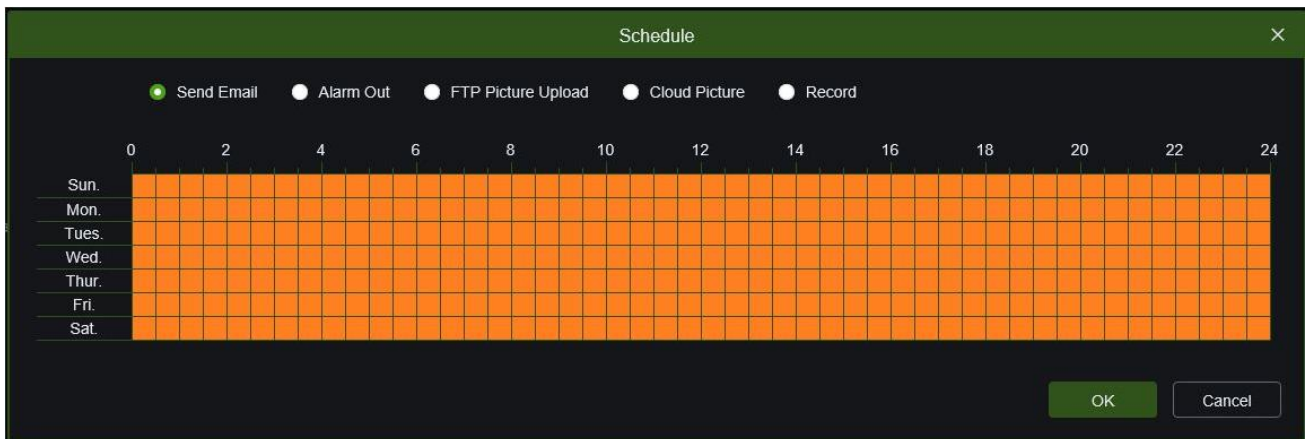 Schedule
Send Email Alarm Out FTP Picture Upload Cloud Picture Record
0 2 4 6 8 10 12 14 16 18 20 22 24
Sun.
Mon.
Tues.
Wed.
Thur.
Fri.
Sat.
OK Cancel